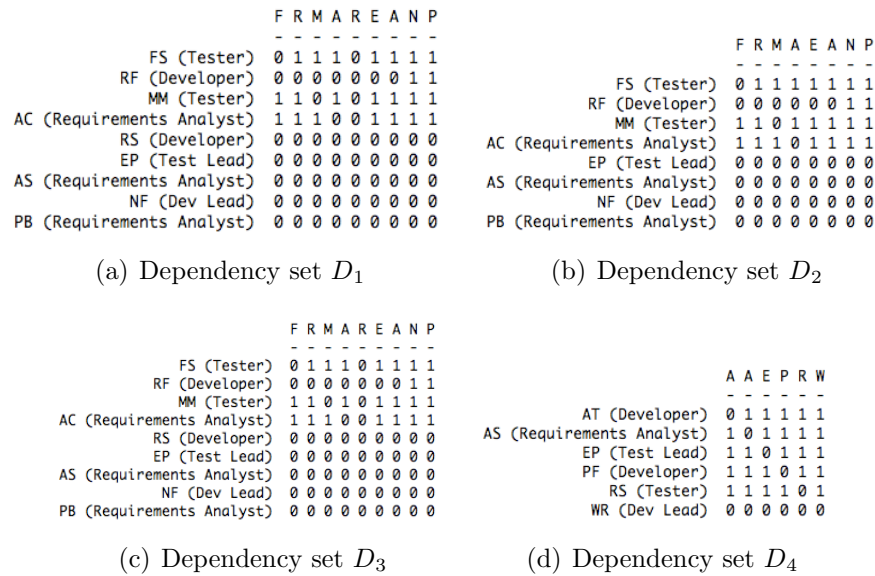 F R M A R E A N P
- - - - - - - - -
FS (Tester) 0 1 1 1 0 1 1 1 1
RF (Developer) 0 0 0 0 0 0 0 1 1
MM (Tester) 1 1 0 1 0 1 1 1 1
AC (Requirements Analyst) 1 1 1 0 0 1 1 1 1
RS (Developer) 0 0 0 0 0 0 0 0 0
EP (Test Lead) 0 0 0 0 0 0 0 0 0
AS (Requirements Analyst) 0 0 0 0 0 0 0 0 0
NF (Dev Lead) 0 0 0 0 0 0 0 0 0
PB (Requirements Analyst) 0 0 0 0 0 0 0 0 0
(a) Dependency set D₁
F R M A E A N P
- - - - - - - -
FS (Tester) 0 1 1 1 1 1 1 1
RF (Developer) 0 0 0 0 0 0 1 1
MM (Tester) 1 1 0 1 1 1 1 1
AC (Requirements Analyst) 1 1 1 0 1 1 1 1
EP (Test Lead) 0 0 0 0 0 0 0 0
AS (Requirements Analyst) 0 0 0 0 0 0 0 0
NF (Dev Lead) 0 0 0 0 0 0 0 0
PB (Requirements Analyst) 0 0 0 0 0 0 0 0
(b) Dependency set D₂
F R M A R E A N P
- - - - - - - - -
FS (Tester) 0 1 1 1 0 1 1 1 1
RF (Developer) 0 0 0 0 0 0 0 1 1
MM (Tester) 1 1 0 1 0 1 1 1 1
AC (Requirements Analyst) 1 1 1 0 0 1 1 1 1
RS (Developer) 0 0 0 0 0 0 0 0 0
EP (Test Lead) 0 0 0 0 0 0 0 0 0
AS (Requirements Analyst) 0 0 0 0 0 0 0 0 0
NF (Dev Lead) 0 0 0 0 0 0 0 0 0
PB (Requirements Analyst) 0 0 0 0 0 0 0 0 0
(c) Dependency set D₃
A A E P R W
- - - - - -
AT (Developer) 0 1 1 1 1 1
AS (Requirements Analyst) 1 0 1 1 1 1
EP (Test Lead) 1 1 0 1 1 1
PF (Developer) 1 1 1 0 1 1
RS (Tester) 1 1 1 1 0 1
WR (Dev Lead) 0 0 0 0 0 0
(d) Dependency set D₄